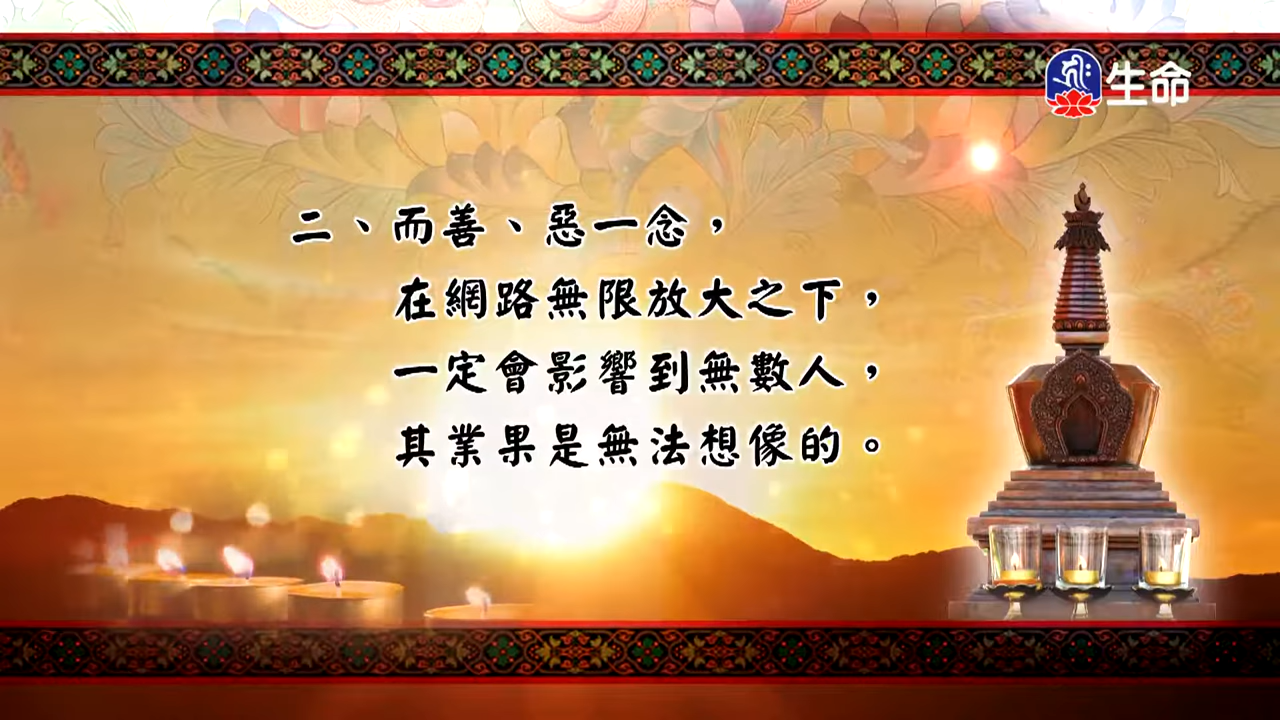 生命
二、而善、惡一念，
在網路無限放大之下，
一定會影響到無數人，
其業果是無法想像的。